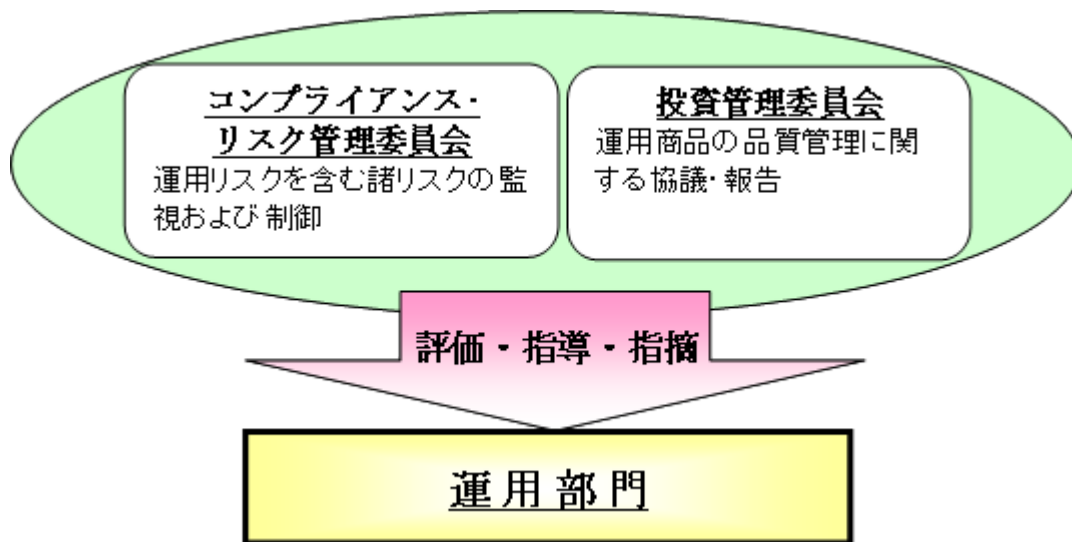 コンプライアンス・
リスク管理委員会
運用リスクを含む諸リスクの監
視および制御
投資管理委員会
運用商品の品質管理に関
する協議・報告
評価・指導・指摘
運用部門